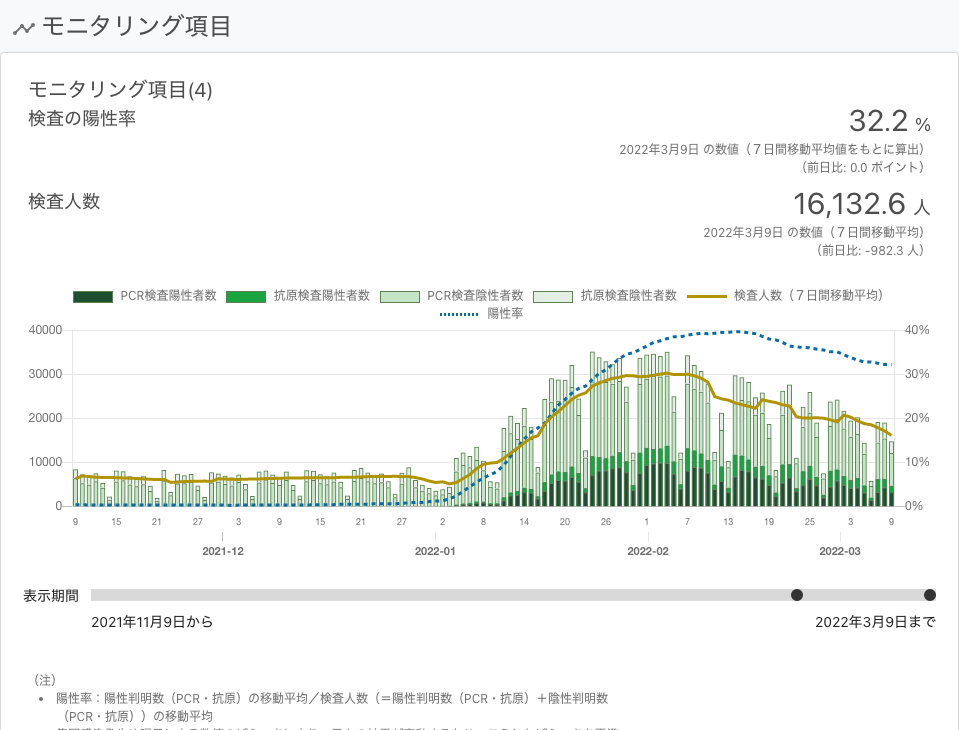 モニタリング項目
モニタリング項目(4)
検査の陽性率
32.2 %
2022年3月9日 の数値（７日間移動平均値をもとに算出）
（前日比: 0.0 ポイント）
検査人数
16,132.6 人
2022年3月9日 の数値（７日間移動平均）
（前日比: -982.3 人）
PCR検査陽性者数 抗原検査陽性者数 PCR検査陰性者数 抗原検査陰性者数 検査人数（７日間移動平均）
陽性率
40000 40%
30000 30%
20000 20%
10000 10%
0 0%
9 15 21 27 3 9 15 21 27 2 8 14 20 26 1 7 13 19 25 3 9
2021-12 2022-01 2022-02 2022-03
表示期間
2021年11月9日から 2022年3月9日まで
（注）
• 陽性率：陽性判明数（PCR・抗原）の移動平均／検査人数（＝陽性判明数（PCR・抗原）＋陰性判明数
（PCR・抗原））の移動平均